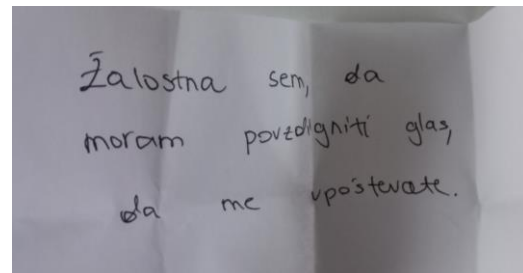 Žalostna sem, da
moram povzdigniti glas,
da me upoštevate.